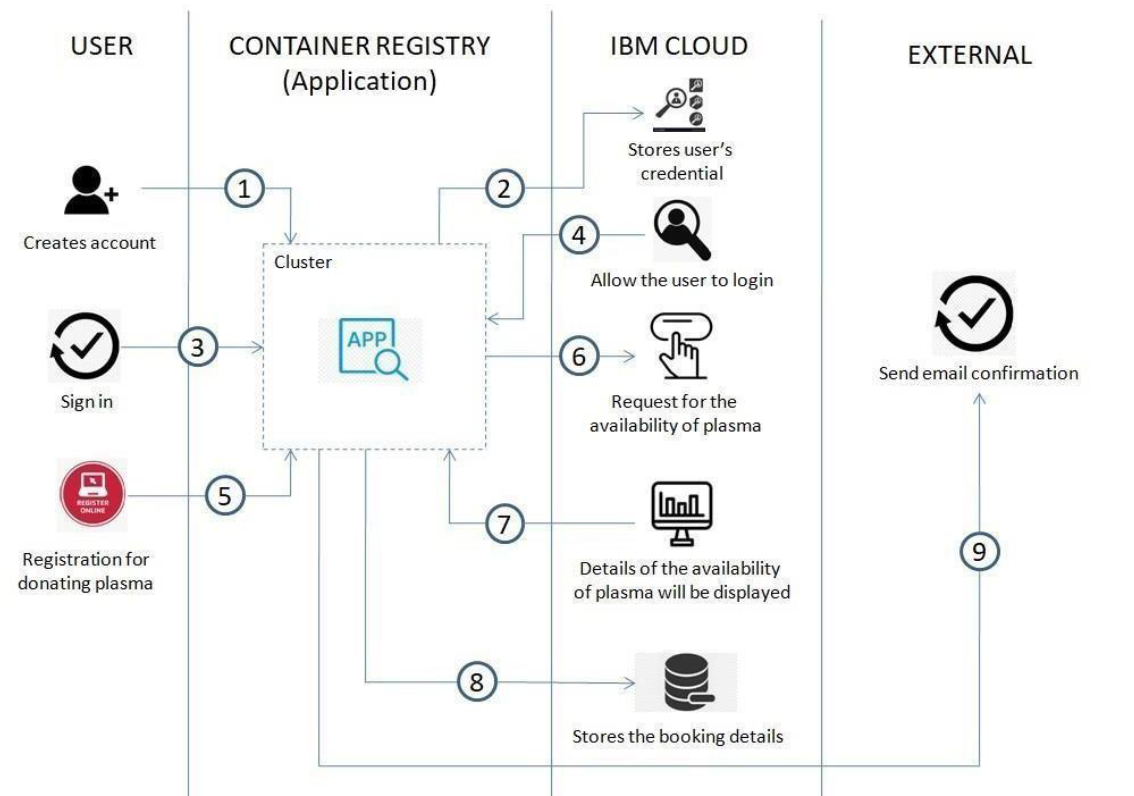 USER
CONTAINER REGISTRY
(Application)
IBM CLOUD
EXTERNAL
Stores user's
credential
1
2
Creates account
Cluster
4
Allow the user to login
APP
3
6
Sign in
Request for the
availability of plasma
Send email confirmation
REGISTER
ONLINE
5
7
Registration for
donating plasma
Details of the availability
of plasma will be displayed
9
8
Stores the booking details